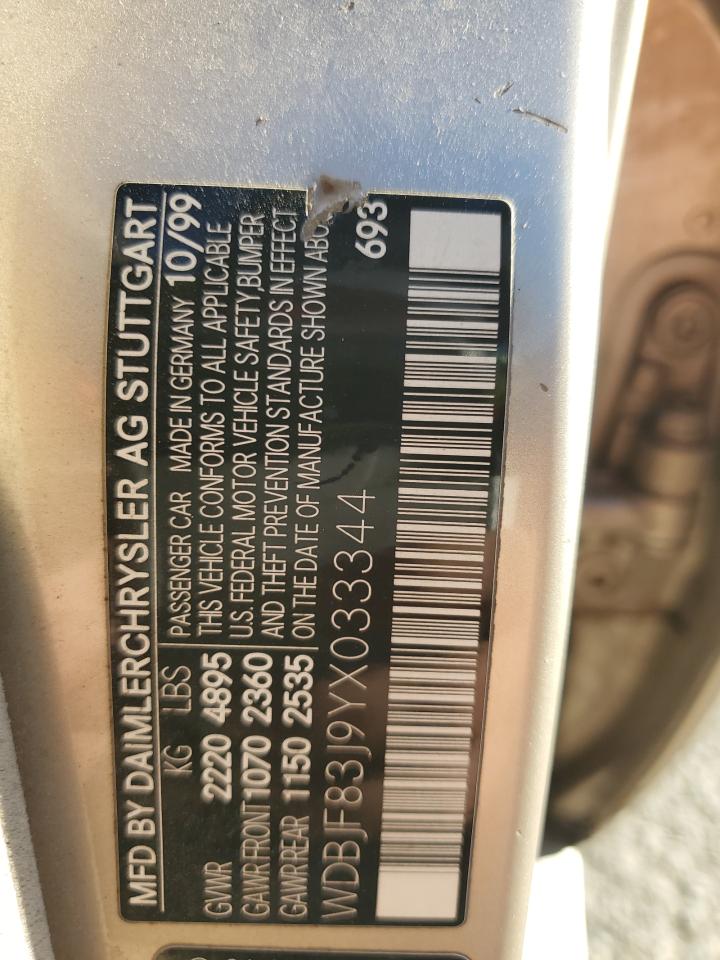 MFD BY DAIMLERCHRYSLER AG STUTTGART
KG LBS
GVWR 2220 4895
GAWR FRONT 1070 2360
GAWR REAR 1150 2535
PASSENGER CAR MADE IN GERMANY 10/99
THIS VEHICLE CONFORMS TO ALL APPLICABLE
U.S. FEDERAL MOTOR VEHICLE SAFETY,BUMPER
AND THEFT PREVENTION STANDARDS IN EFFECT
ON THE DATE OF MANUFACTURE SHOWN ABO
WDBJF83J9YX033344
693